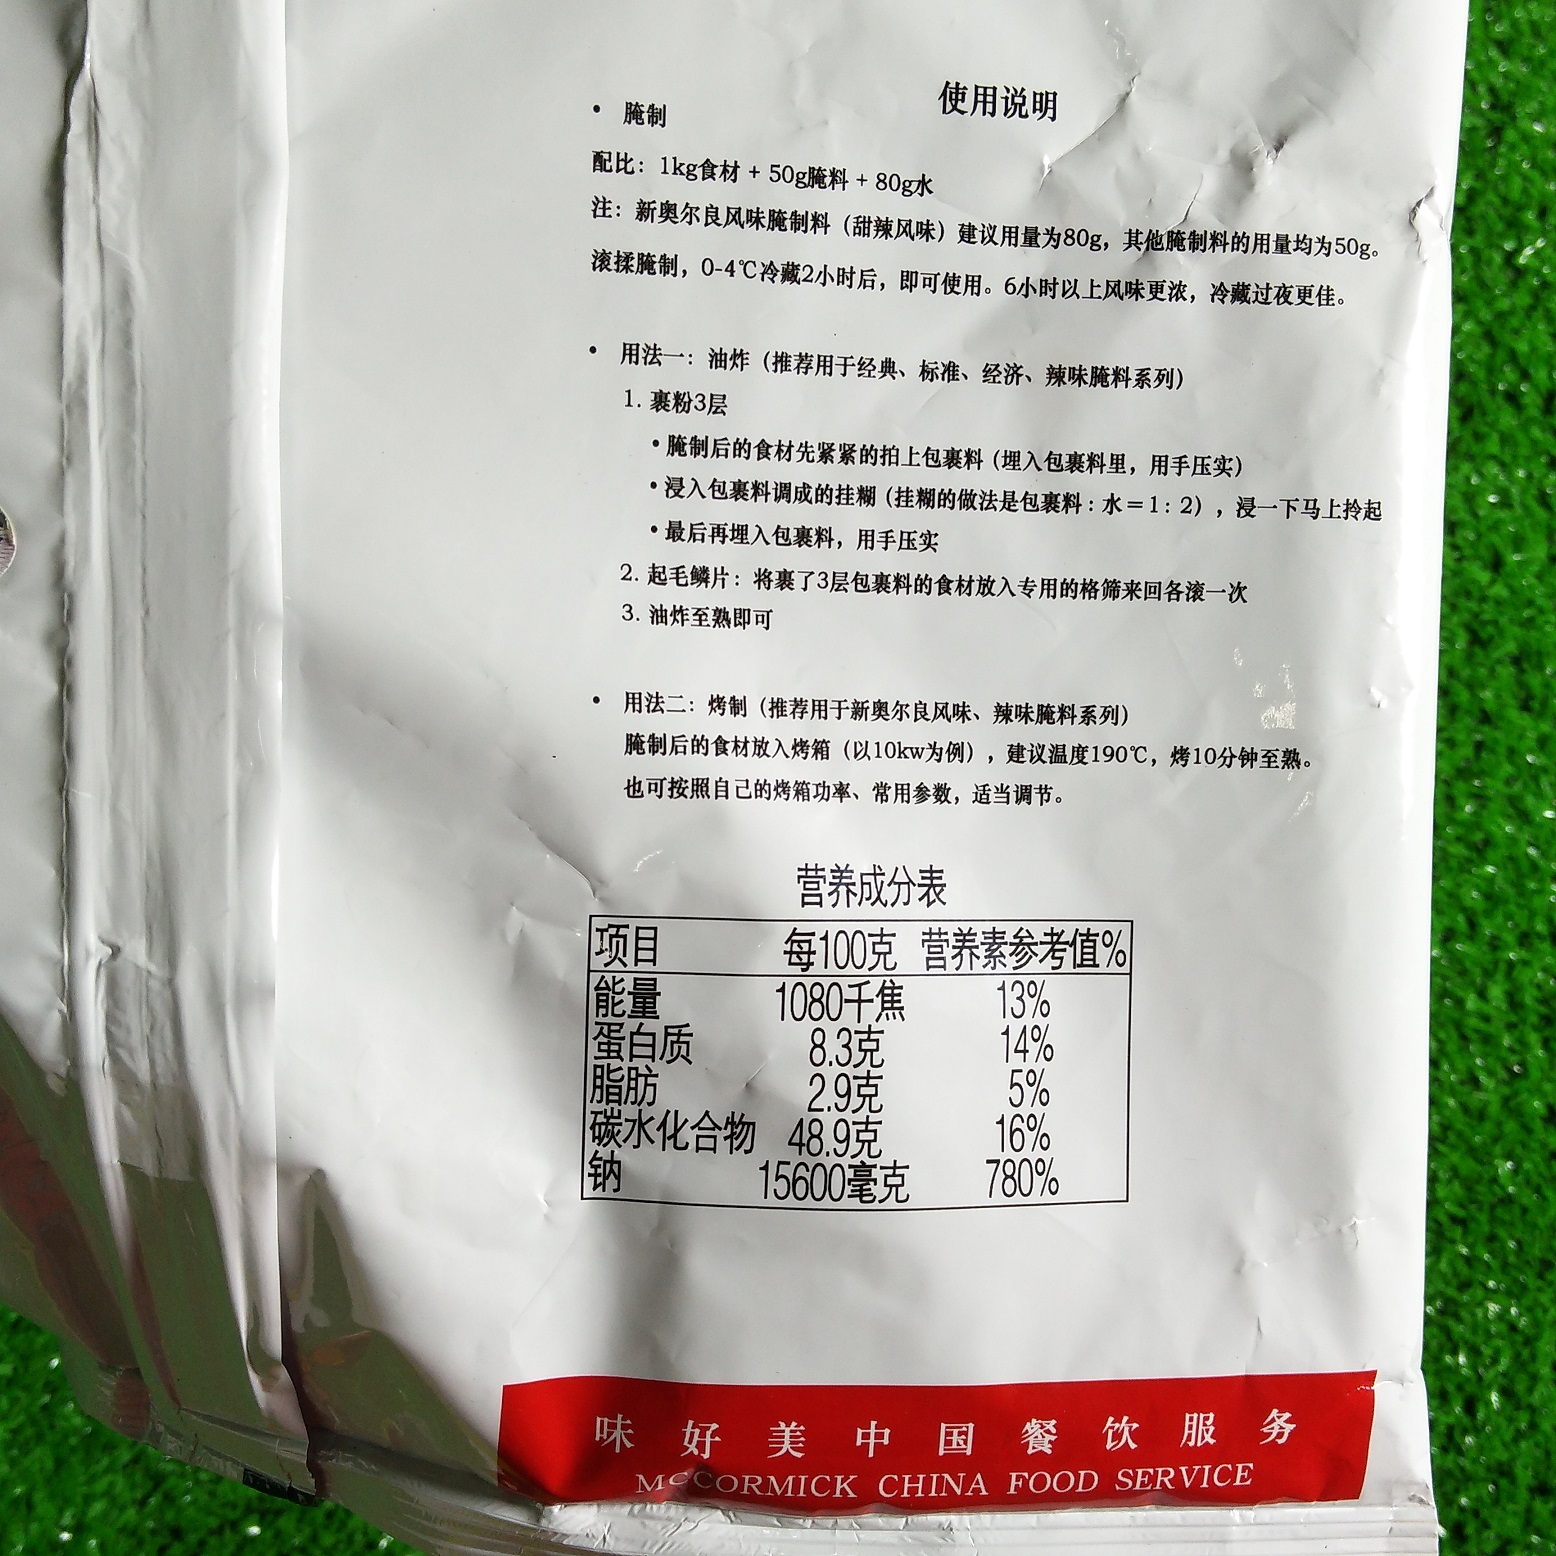 使用说明
• 腌制
配比：1kg食材 + 50g腌料 + 80g水
注：新奥尔良风味腌制料（甜辣风味）建议用量为80g，其他腌制料的用量均为50g。
滚揉腌制，0-4℃冷藏2小时后，即可使用。6小时以上风味更浓，冷藏过夜更佳。
• 用法一：油炸（推荐用于经典、标准、经济、辣味腌料系列）
1. 裹粉3层
• 腌制后的食材先紧紧的拍上包裹料（埋入包裹料里，用手压实）
• 浸入包裹料调成的挂糊（挂糊的做法是包裹料：水＝1：2），浸一下马上拎起
• 最后再埋入包裹料，用手压实
2. 起毛鳞片：将裹了3层包裹料的食材放入专用的格筛来回各滚一次
3. 油炸至熟即可
• 用法二：烤制（推荐用于新奥尔良风味、辣味腌料系列）
腌制后的食材放入烤箱（以10kw为例），建议温度190℃，烤10分钟至熟。
也可按照自己的烤箱功率、常用参数，适当调节。
营养成分表
项目 每100克 营养素参考值%
能量 1080千焦 13%
蛋白质 8.3克 14%
脂肪 2.9克 5%
碳水化合物 48.9克 16%
钠 15600毫克 780%
味好美中国餐饮服务
McCORMICK CHINA FOOD SERVICE